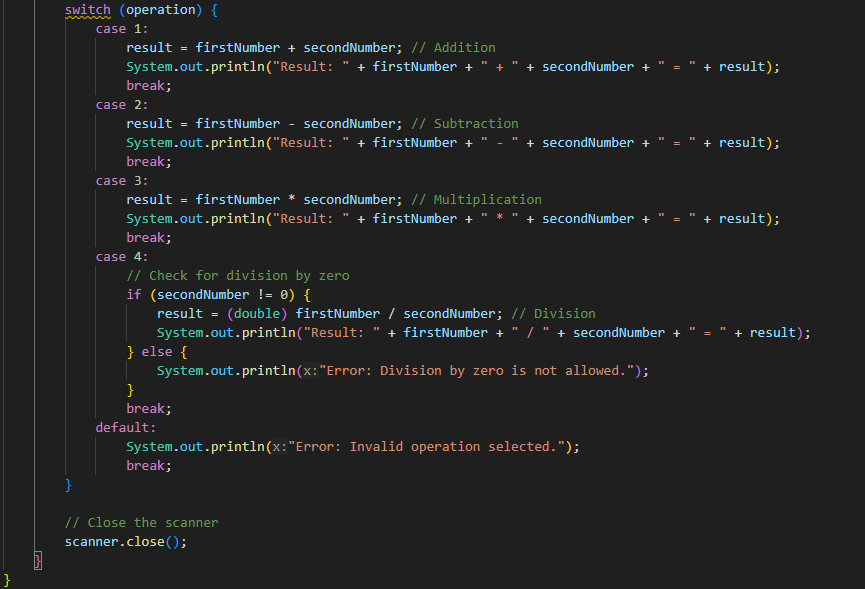 switch (operation) {
case 1:
result = firstNumber + secondNumber; // Addition
System.out.println("Result: " + firstNumber + " + " + secondNumber + " = " + result);
break;
case 2:
result = firstNumber - secondNumber; // Subtraction
System.out.println("Result: " + firstNumber + " - " + secondNumber + " = " + result);
break;
case 3:
result = firstNumber * secondNumber; // Multiplication
System.out.println("Result: " + firstNumber + " * " + secondNumber + " = " + result);
break;
case 4:
// Check for division by zero
if (secondNumber != 0) {
result = (double) firstNumber / secondNumber; // Division
System.out.println("Result: " + firstNumber + " / " + secondNumber + " = " + result);
} else {
System.out.println(x:"Error: Division by zero is not allowed.");
}
break;
default:
System.out.println(x:"Error: Invalid operation selected.");
break;
}
// Close the scanner
scanner.close();
}
}